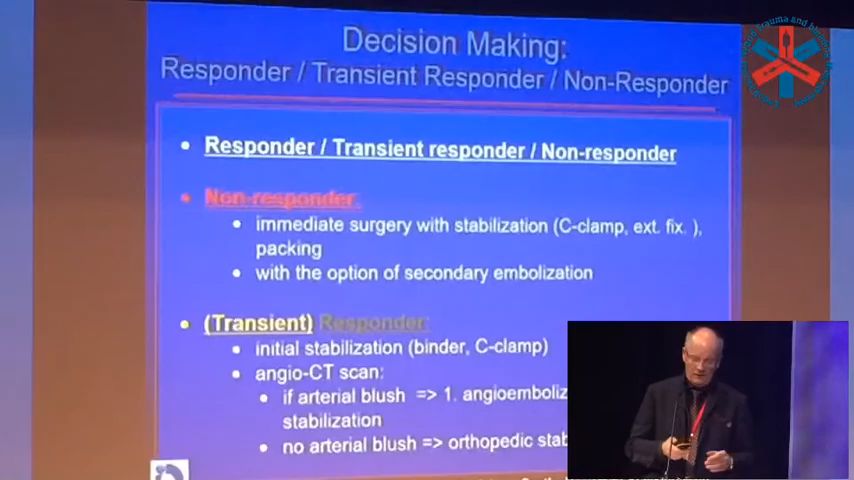 Decision Making:
Responder / Transient Responder / Non-Responder
• Responder / Transient responder / Non-responder
• Non-responder:
• immediate surgery with stabilization (C-clamp, ext. fix. ),
packing
• with the option of secondary embolization
• (Transient) Responder:
• initial stabilization (binder, C-clamp)
• angio-CT scan:
• if arterial blush => 1. angioemboliz
stabilization
• no arterial blush => orthopedic stab